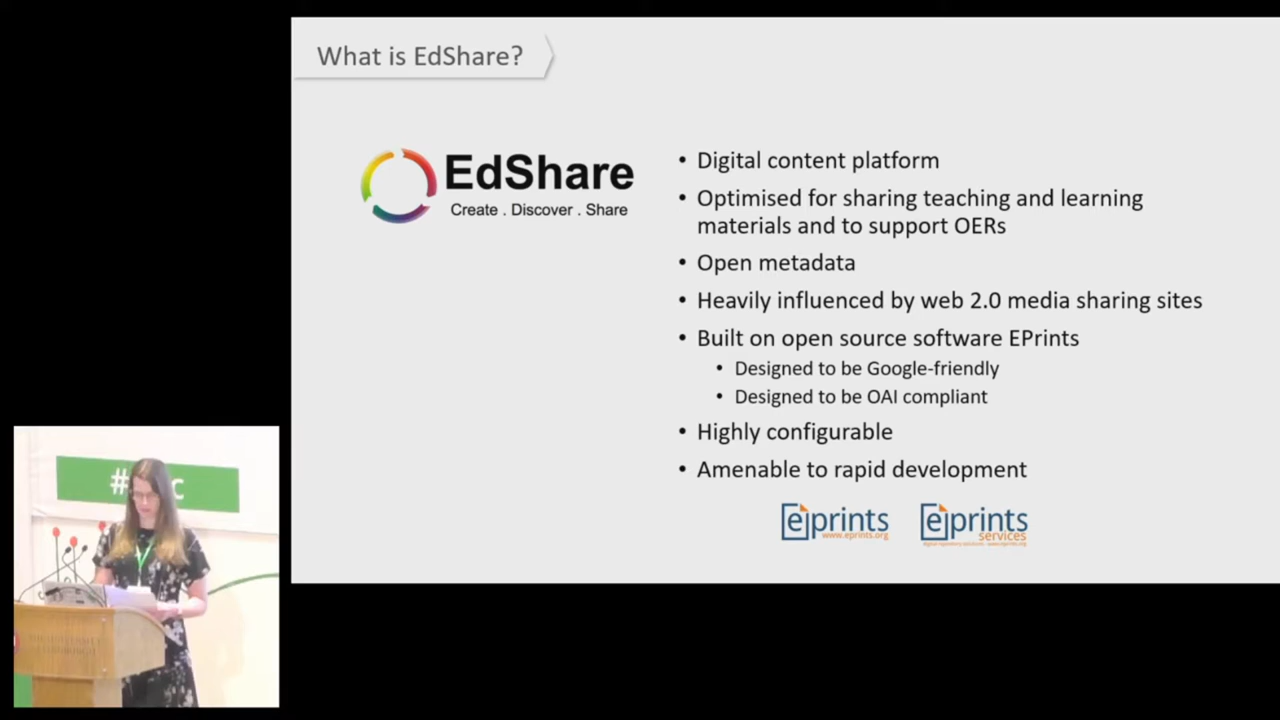 What is EdShare?
EdShare
Create . Discover . Share
• Digital content platform
• Optimised for sharing teaching and learning
materials and to support OERs
• Open metadata
• Heavily influenced by web 2.0 media sharing sites
• Built on open source software EPrints
• Designed to be Google-friendly
• Designed to be OAI compliant
• Highly configurable
• Amenable to rapid development
eprints
www.eprints.org
eprints
services